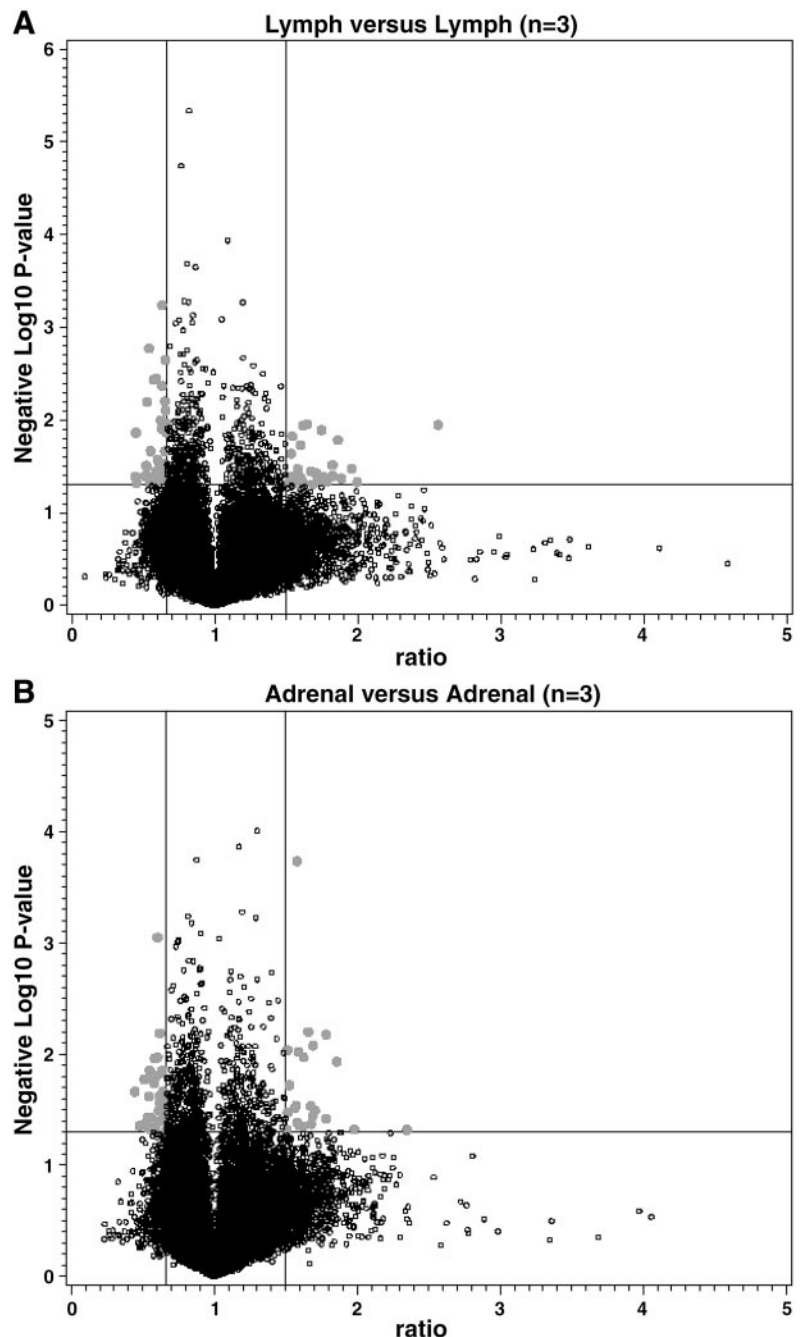 A
Lymph versus Lymph (n=3)
Negative Log10 P-value
6
5
4
3
2
1
0
0 1 2 3 4 5
ratio
B
Adrenal versus Adrenal (n=3)
Negative Log10 P-value
5
4
3
2
1
0
0 1 2 3 4 5
ratio